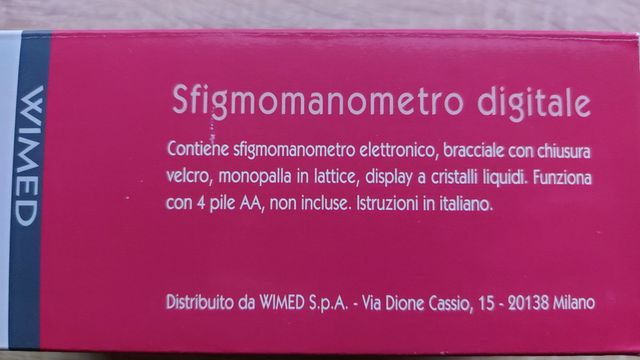 WIMED
Sfigmomanometro digitale
Contiene sfigmomanometro elettronico, bracciale con chiusura
velcro, monopalla in lattice, display a cristalli liquidi. Funziona
con 4 pile AA, non incluse. Istruzioni in italiano.
Distribuito da WIMED S.p.A. - Via Dione Cassio, 15 - 20138 Milano